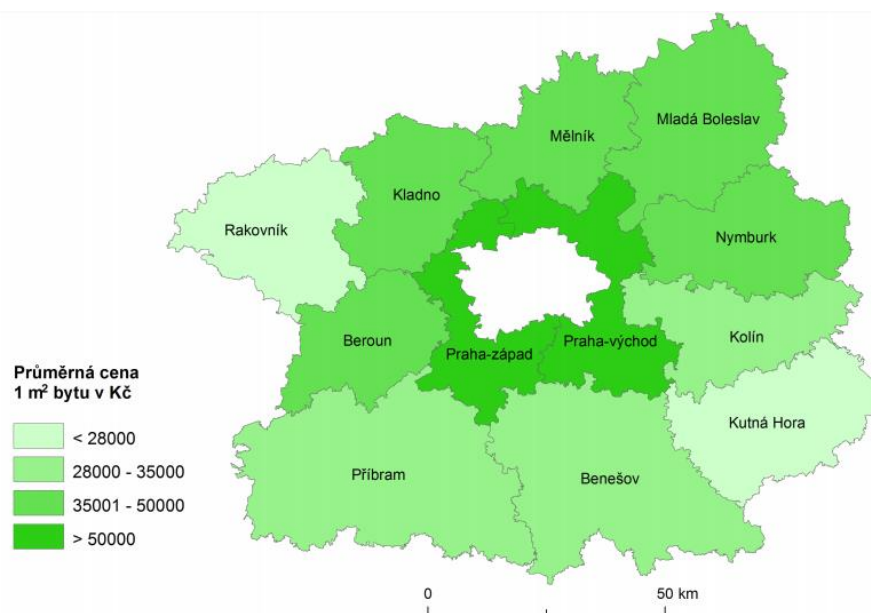 Mladá Boleslav
Mělník
Kladno
Rakovník
Nymburk
Kolín
Beroun
Praha-západ
Praha-východ
Kutná Hora
Příbram
Benešov
Průměrná cena
1 m² bytu v Kč
< 28000
28000 - 35000
35001 - 50000
> 50000
0 50 km